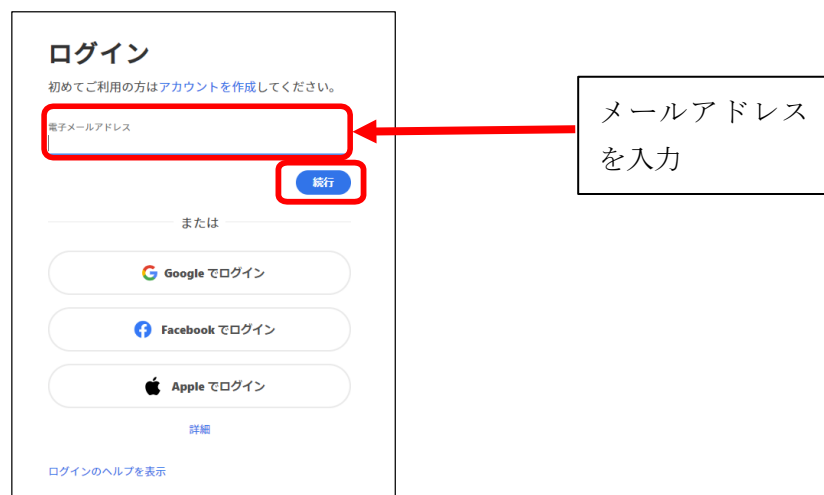 ログイン
初めてご利用の方はアカウントを作成してください。
電子メールアドレス
続行
または
Google でログイン
Facebook でログイン
Apple でログイン
詳細
ログインのヘルプを表示
メールアドレス
を入力